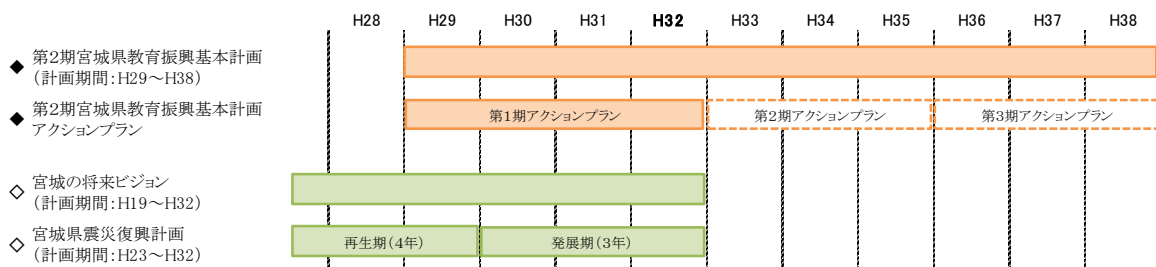 H28 H29 H30 H31 H32 H33 H34 H35 H36 H37 H38
◆ 第2期宮城県教育振興基本計画
(計画期間:H29~H38)
◆ 第2期宮城県教育振興基本計画
アクションプラン
第1期アクションプラン 第2期アクションプラン 第3期アクションプラン
◇ 宮城の将来ビジョン
(計画期間:H19~H32)
◇ 宮城県震災復興計画
(計画期間:H23~H32)
再生期(4年) 発展期(3年)